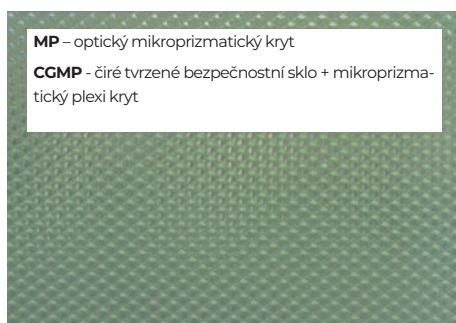 MP – optický mikroprizmatický kryt
CGMP - čiré tvrzené bezpečnostní sklo + mikroprizma-
tický plexi kryt